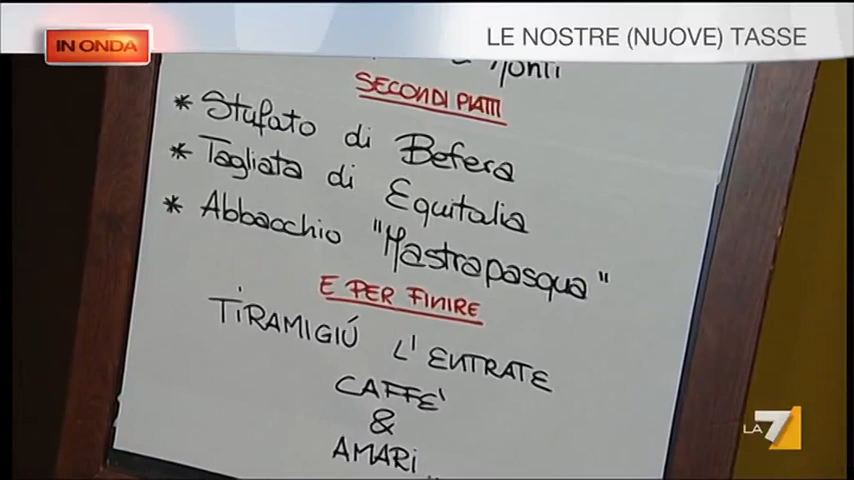 IN ONDA
LE NOSTRE (NUOVE) TASSE
Monti
SECONDI PIATTI
* Stufato di Befera
* Tagliata di Equitalia
* Abbacchio "Mastrapasqua"
E PER FINIRE
TIRAMIGIÚ L'ENTRATE
CAFFE'
&
AMARI..
LA7